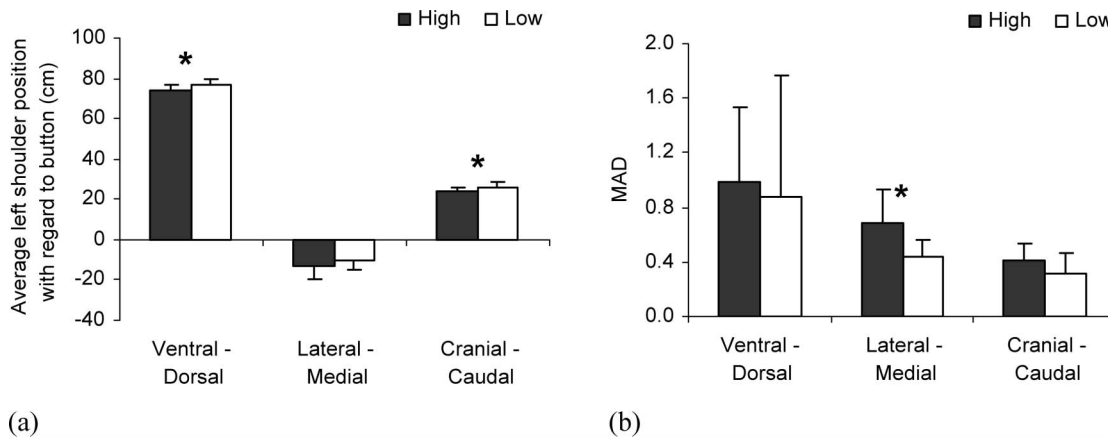 High Low
Average left shoulder position
with regard to button (cm)
100
80
60
40
20
0
-20
-40
*
*
Ventral -
Dorsal
Lateral -
Medial
Cranial -
Caudal
(a)
High Low
MAD
2.0
1.6
1.2
0.8
0.4
0.0
*
Ventral -
Dorsal
Lateral -
Medial
Cranial -
Caudal
(b)